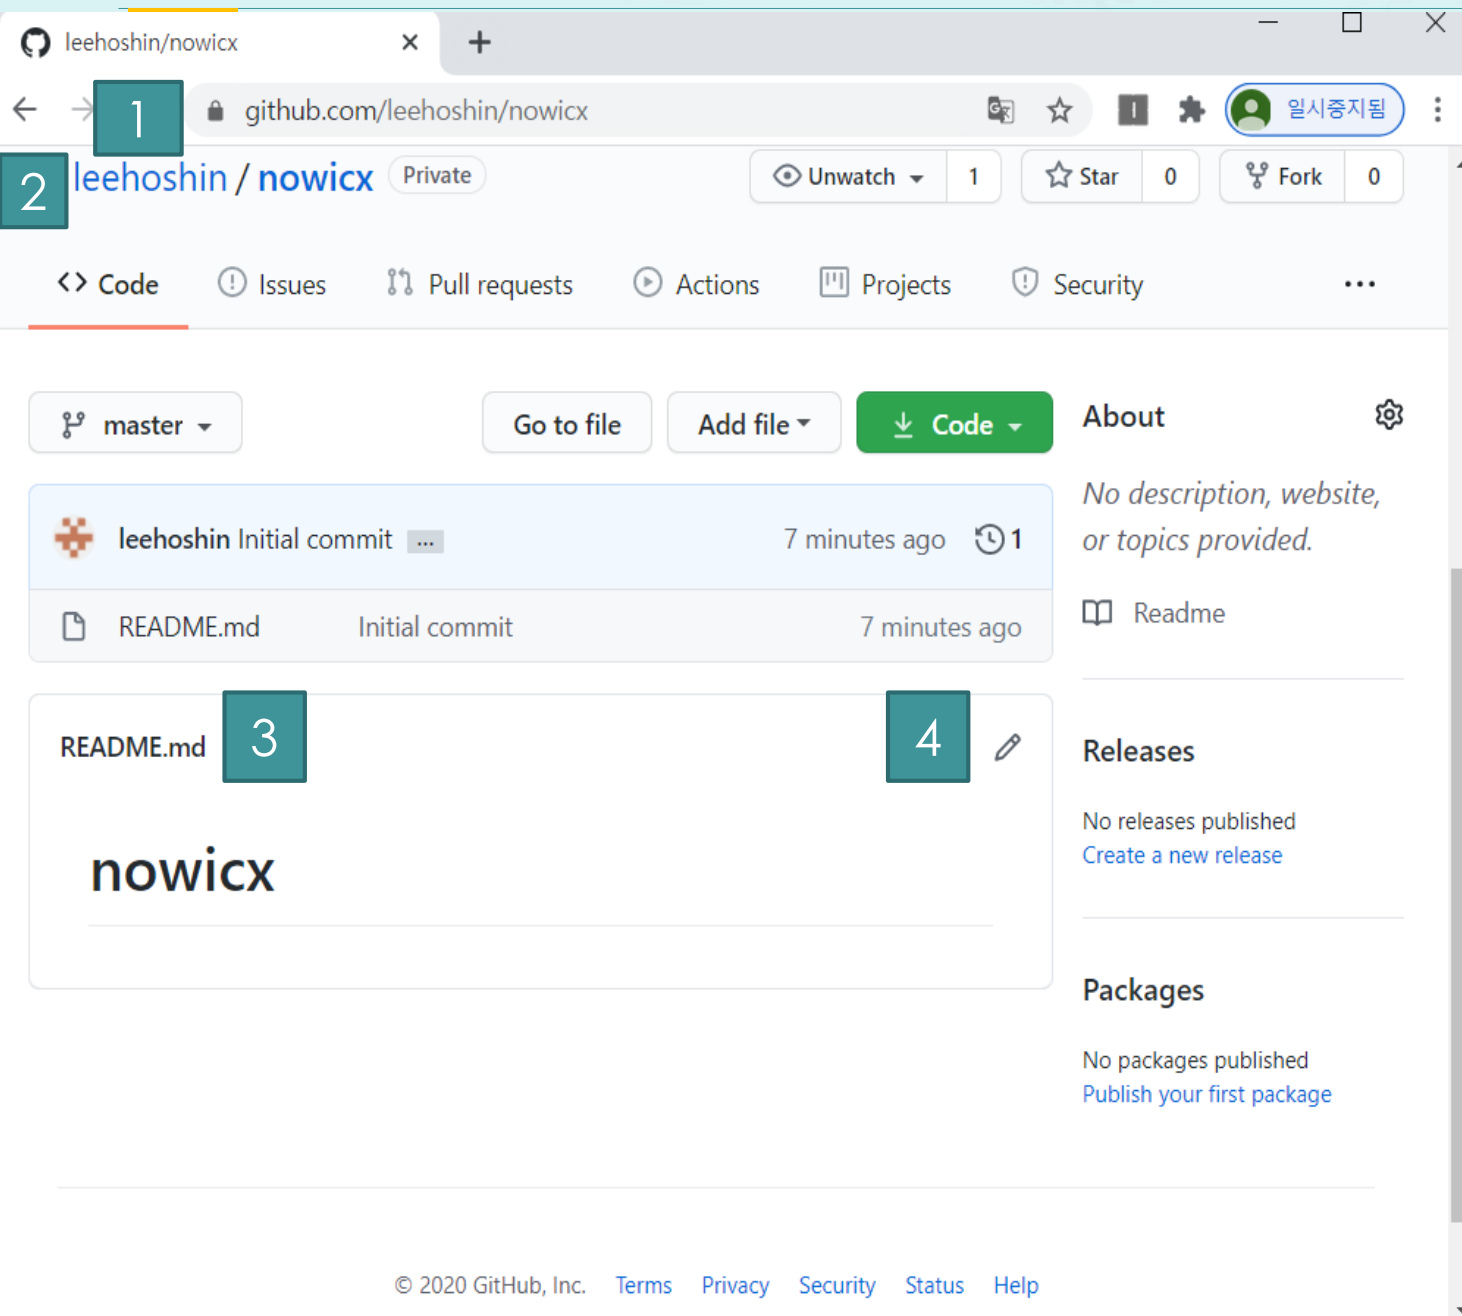 leehoshin/nowicx
1
github.com/leehoshin/nowicx
일시중지됨
2
leehoshin / nowicx Private
Unwatch 1
Star 0
Fork 0
Code
Issues
Pull requests
Actions
Projects
Security
...
master
Go to file
Add file
Code
leehoshin Initial commit ...
7 minutes ago
1
README.md Initial commit 7 minutes ago
README.md
3
4
nowicx
About
No description, website,
or topics provided.
Readme
Releases
No releases published
Create a new release
Packages
No packages published
Publish your first package
© 2020 GitHub, Inc. Terms Privacy Security Status Help